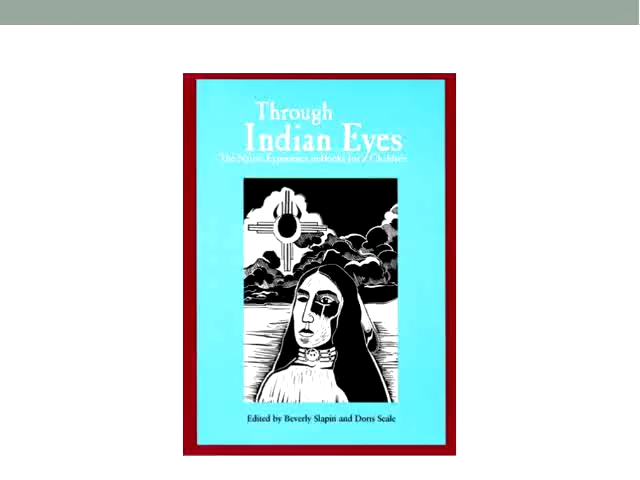 Through
Indian Eyes
The Native Experience in Books for Children
Edited by Beverly Slapin and Doris Seale